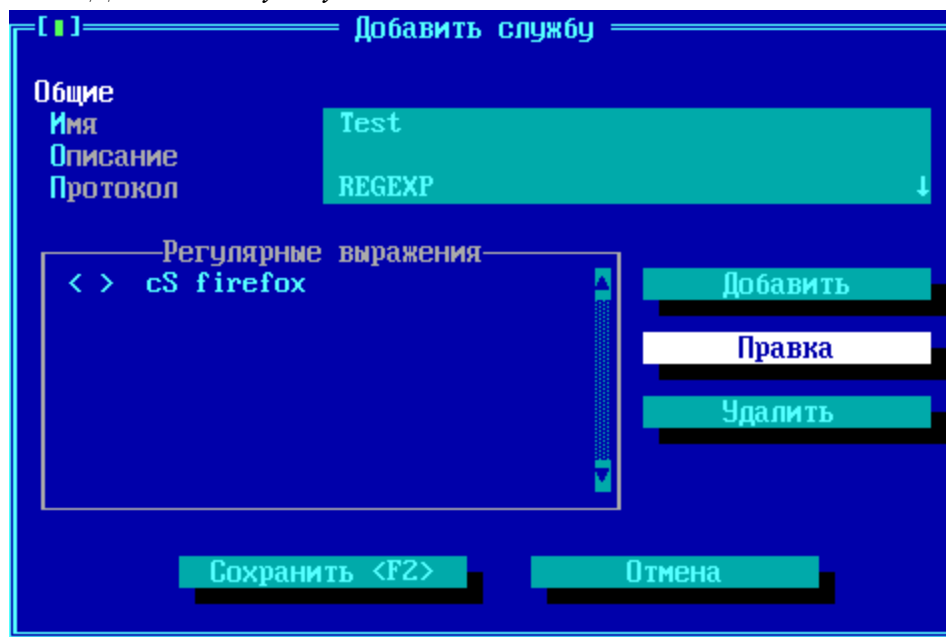 Добавить службу
Общие
Имя Test
Описание
Протокол REGEXP
Регулярные выражения
< > cS firefox
Добавить
Правка
Удалить
Сохранить <F2> Отмена